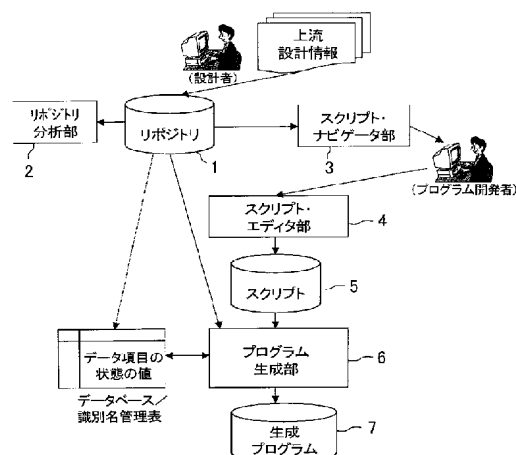 上流
設計情報
(設計者)
リポジトリ
分析部
2
リポジトリ
1
スクリプト・
ナビゲータ部
3
(プログラム開発者)
スクリプト・
エディタ部
4
スクリプト
5
データ項目の
状態の値
データベース/
識別名管理表
プログラム
生成部
6
生成
プログラム
7